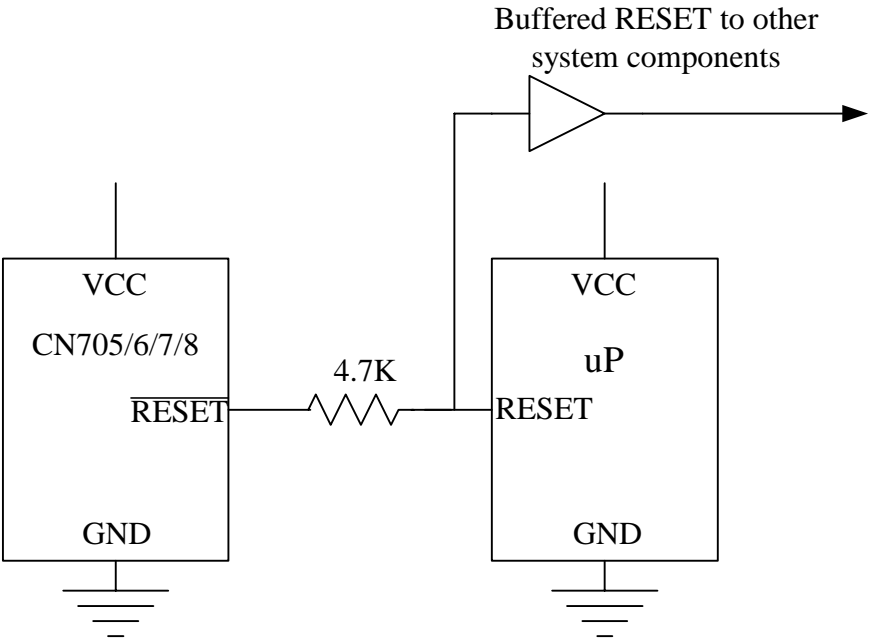 Buffered RESET to other
system components
VCC
CN705/6/7/8
RESET
GND
4.7K
VCC
uP
RESET
GND